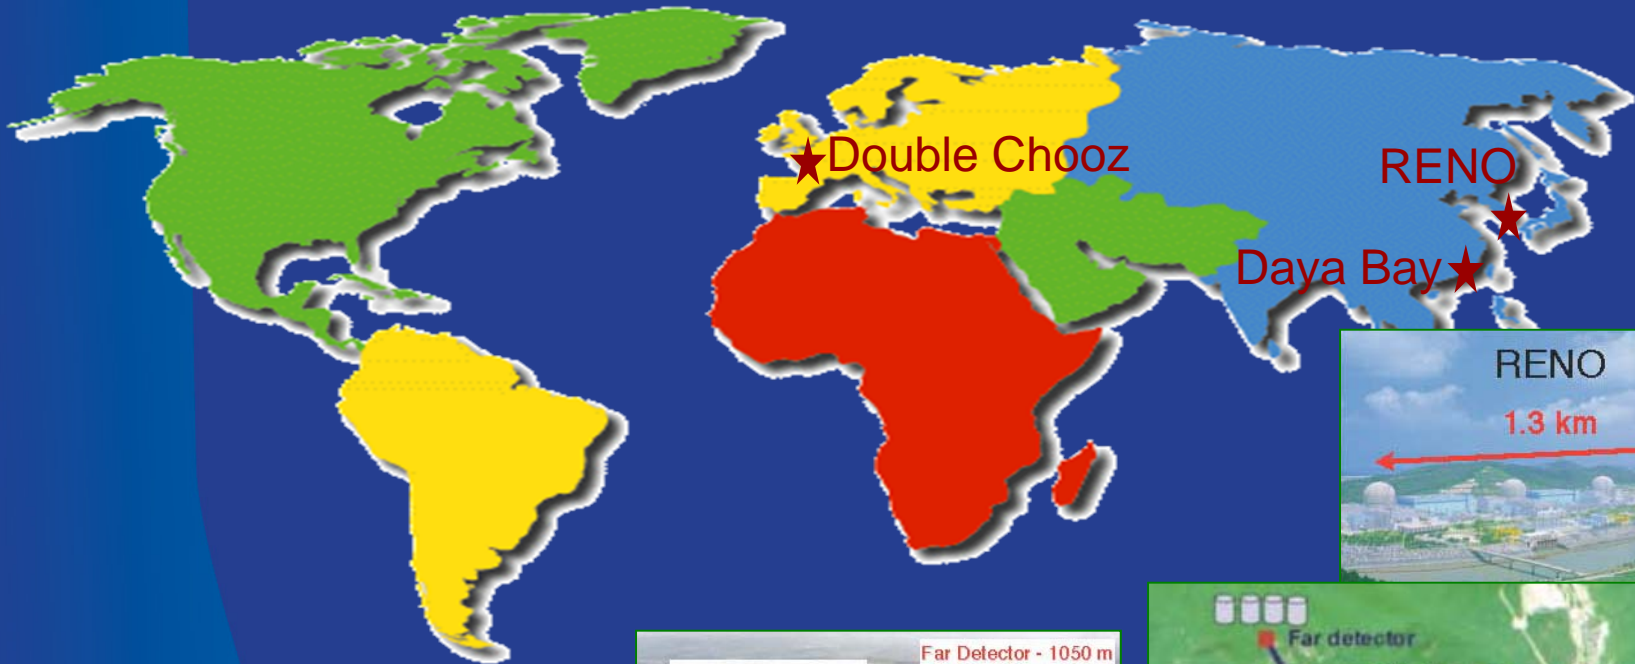 Double Chooz
RENO
Daya Bay
RENO
1.3 km
Far Detector - 1050 m
Far detector